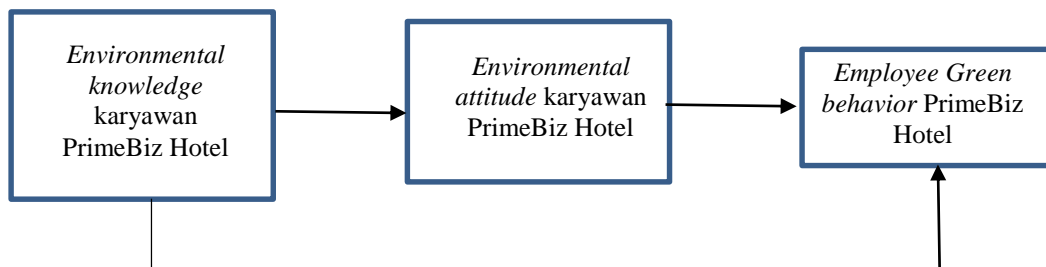 Environmental
knowledge
karyawan
PrimeBiz Hotel
Environmental
attitude karyawan
PrimeBiz Hotel
Employee Green
behavior PrimeBiz
Hotel